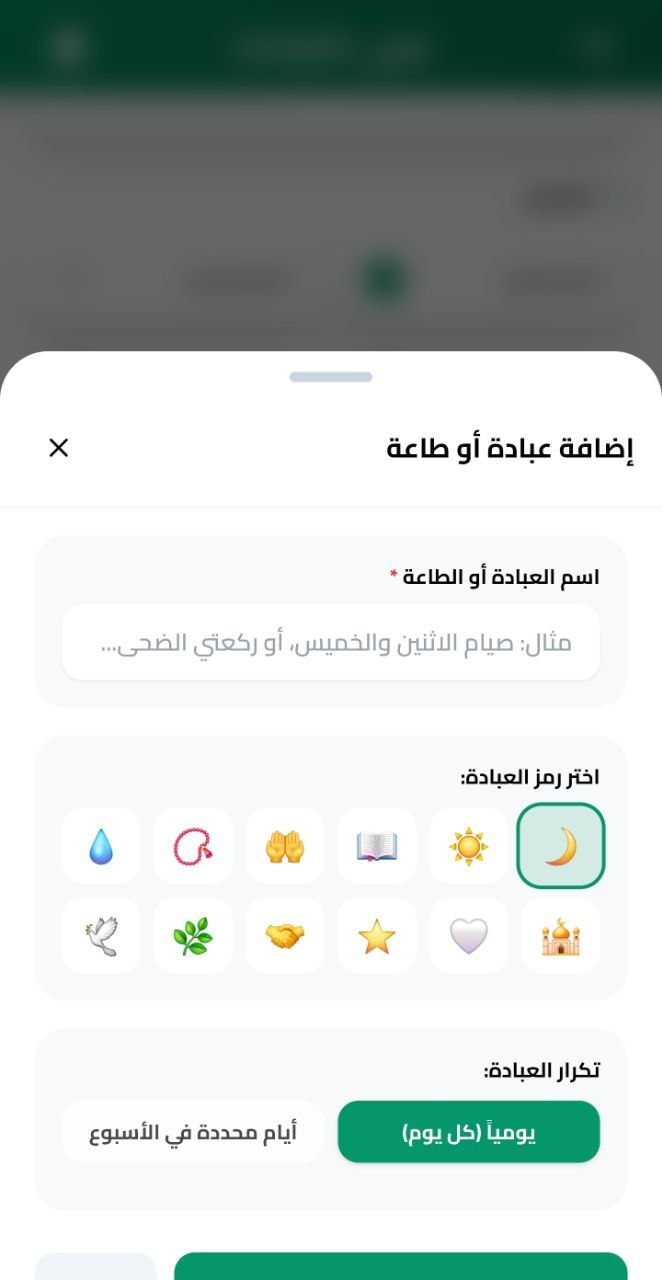 إضافة عبادة أو طاعة
اسم العبادة أو الطاعة *
مثال: صيام الاثنين والخميس، أو ركعتي الضحى...
اختر رمز العبادة:
تكرار العبادة:
يومياً (كل يوم)
أيام محددة في الأسبوع